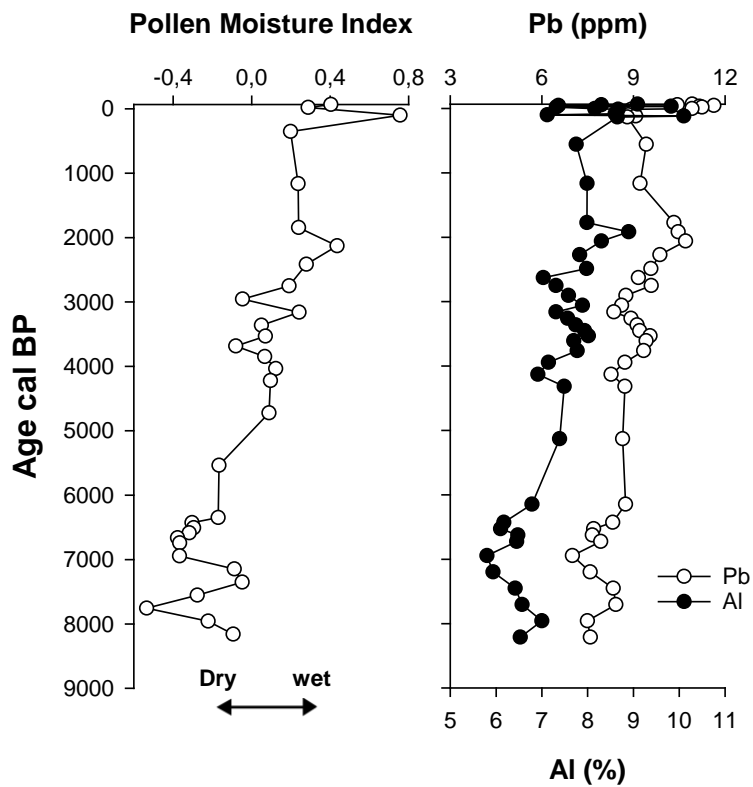 Pollen Moisture Index
Pb (ppm)
-0,4 0,0 0,4 0,8
3 6 9 12
0
1000
2000
3000
4000
5000
6000
7000
8000
9000
Age cal BP
Dry wet
Pb
Al
5 6 7 8 9 10 11
Al (%)